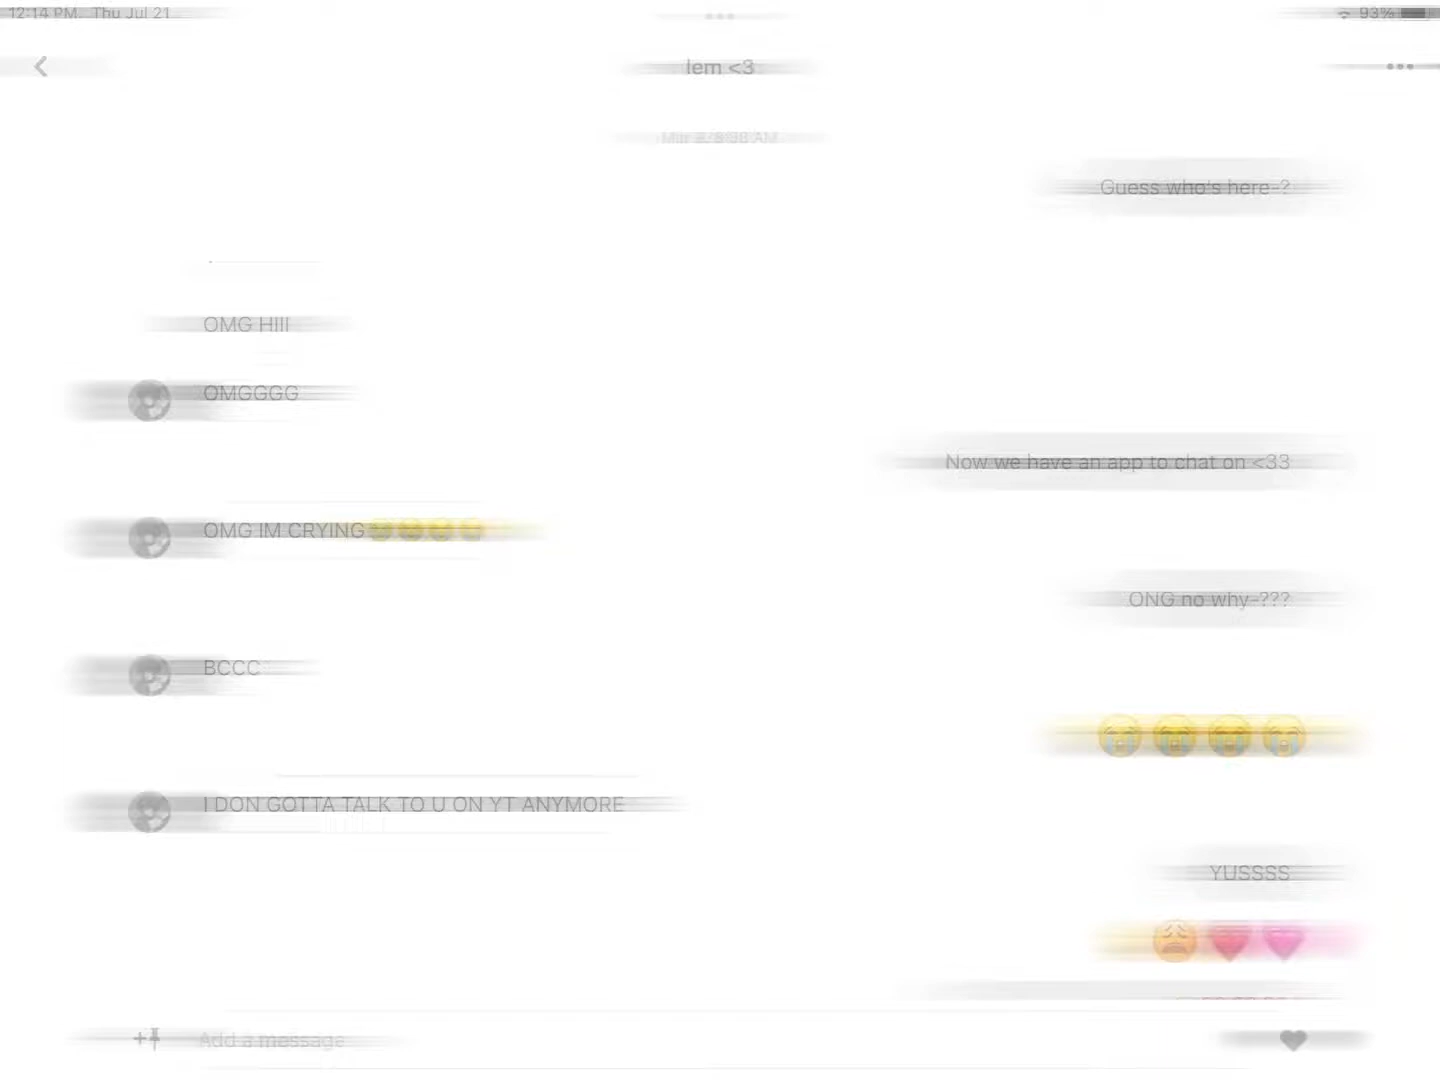 12:14 PM Thu Jul 21
93%
lem <3
Guess who's here-?
OMG HIII
OMGGGG
Now we have an app to chat on <33
OMG IM CRYING😭😭😭😭
ONG no why-???
BCCC
😭😭😭😭
I DON GOTTA TALK TO U ON YT ANYMORE
YUSSSS
😩❤️💗
Add a message